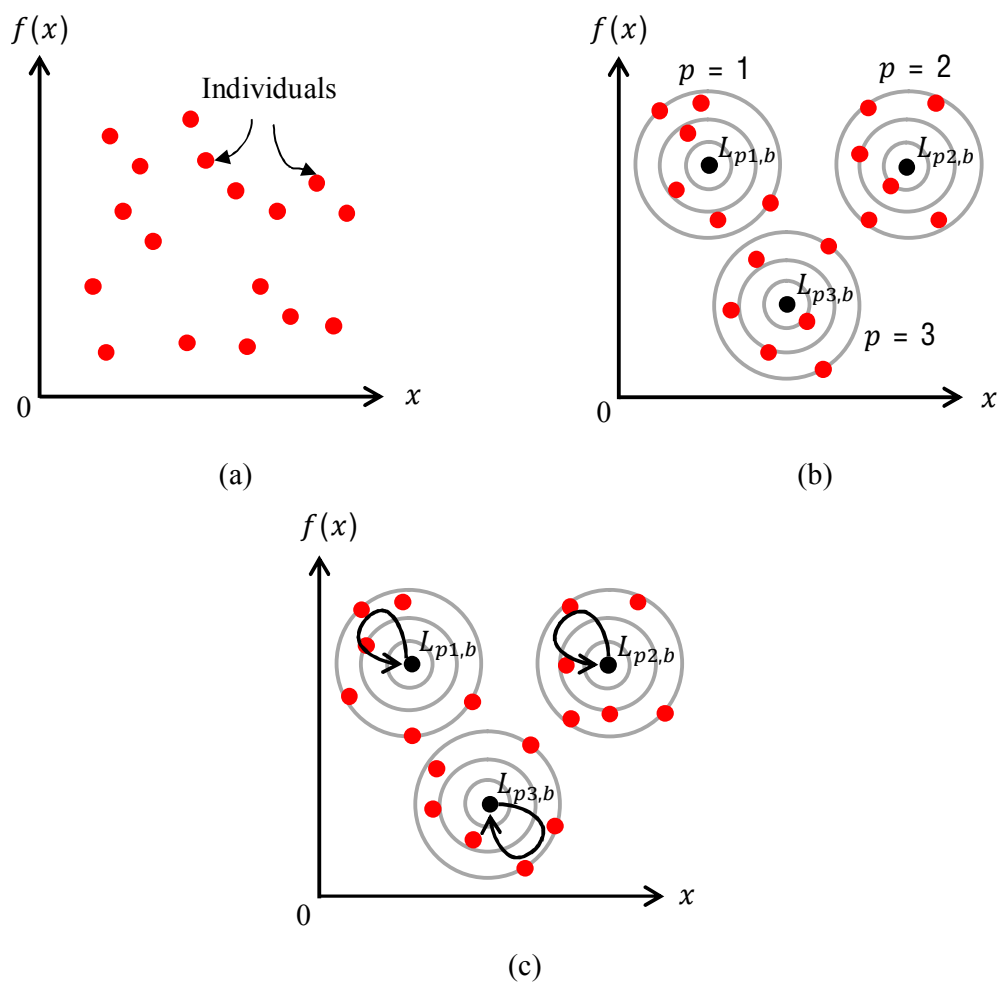 f(x)
Individuals
0
x
(a)
f(x)
p = 1
p = 2
L_{p1,b}
L_{p2,b}
L_{p3,b}
p = 3
0
x
(b)
f(x)
L_{p1,b}
L_{p2,b}
L_{p3,b}
0
x
(c)